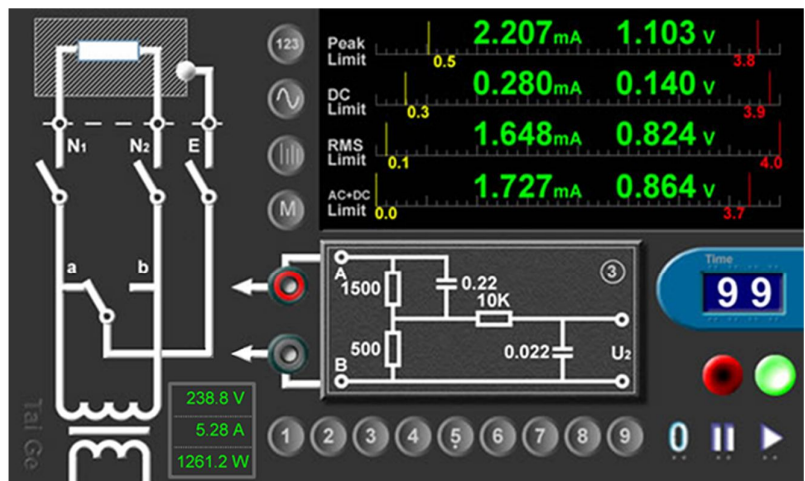 123
Peak Limit 2.207mA 1.103 V
0.5 3.8
DC Limit 0.280mA 0.140 V
0.3 3.9
RMS Limit 1.648mA 0.824 V
0.1 4.0
M
AC+DC Limit 1.727mA 0.864 V
0.0 3.7
N1 N2 E
a b
A
1500
0.22
10K
3
500
0.022
U2
B
Time
99
238.8 V
5.28 A
1261.2 W
Tai Ge
1 2 3 4 5 6 7 8 9 0